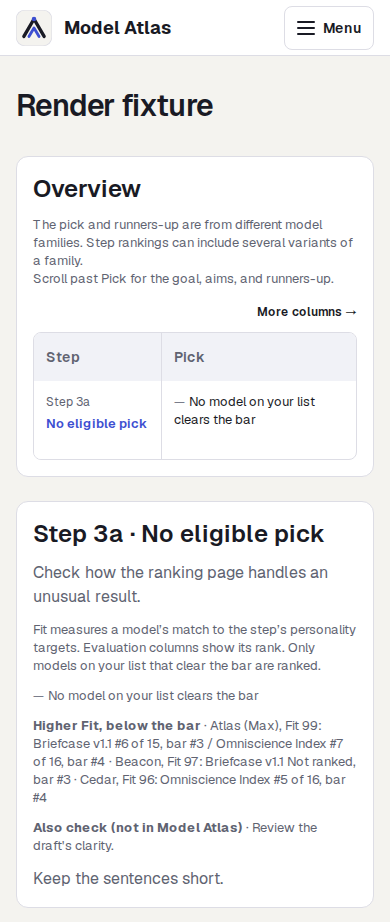 Model Atlas
Menu
Render fixture
Overview
The pick and runners-up are from different model
families. Step rankings can include several variants of
a family.
Scroll past Pick for the goal, aims, and runners-up.
More columns →
Step
Pick
Step 3a
No eligible pick
— No model on your list
clears the bar
Step 3a · No eligible pick
Check how the ranking page handles an
unusual result.
Fit measures a model's match to the step's personality
targets. Evaluation columns show its rank. Only
models on your list that clear the bar are ranked.
— No model on your list clears the bar
Higher Fit, below the bar · Atlas (Max), Fit 99:
Briefcase v1.1 #6 of 15, bar #3 / Omniscience Index #7
of 16, bar #4 · Beacon, Fit 97: Briefcase v1.1 Not ranked,
bar #3 · Cedar, Fit 96: Omniscience Index #5 of 16, bar
#4
Also check (not in Model Atlas) · Review the
draft's clarity.
Keep the sentences short.